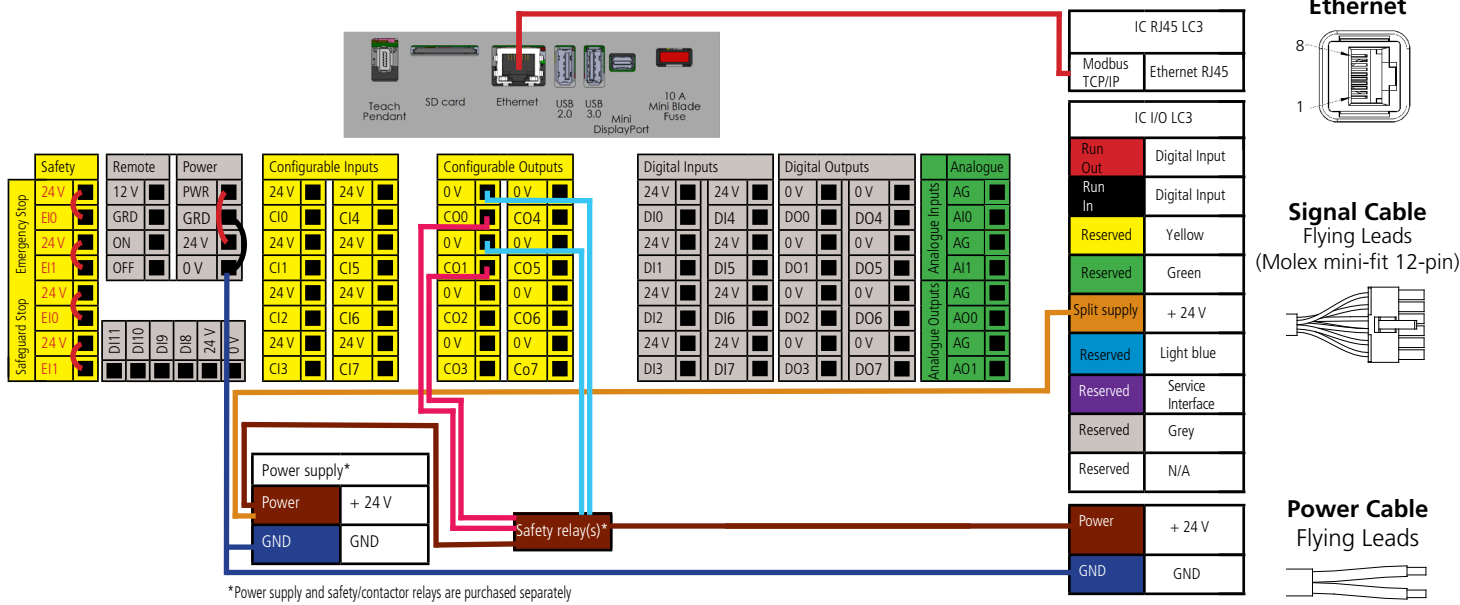 Ethernet
8
1
IC RJ45 LC3
Modbus TCP/IP
Ethernet RJ45
Teach Pendant
SD card
Ethernet
USB 2.0
USB 3.0
Mini DisplayPort
10 A Mini Blade Fuse
IC I/O LC3
Run Out
Digital Input
Run In
Digital Input
Reserved
Yellow
Reserved
Green
Split supply
+ 24 V
Reserved
Light blue
Reserved
Service Interface
Reserved
Grey
Reserved
N/A
Signal Cable
Flying Leads
(Molex mini-fit 12-pin)
Safety
Emergency Stop
24 V
EI0
24 V
EI1
Safeguard Stop
24 V
EI0
24 V
EI1
Remote
12 V
GRD
ON
OFF
Power
PWR
GRD
24 V
0 V
DI11
DI10
DI9
DI8
24 V
0 V
Configurable Inputs
24 V 24 V
CI0 CI4
24 V 24 V
CI1 CI5
24 V 24 V
CI2 CI6
24 V 24 V
CI3 CI7
Configurable Outputs
0 V 0 V
CO0 CO4
0 V 0 V
CO1 CO5
0 V 0 V
CO2 CO6
0 V 0 V
CO3 Co7
Digital Inputs
24 V 24 V
DI0 DI4
24 V 24 V
DI1 DI5
24 V 24 V
DI2 DI6
24 V 24 V
DI3 DI7
Digital Outputs
0 V 0 V
DO0 DO4
0 V 0 V
DO1 DO5
0 V 0 V
DO2 DO6
0 V 0 V
DO3 DO7
Analogue
Analogue Inputs
AG
AI0
AG
AI1
Analogue Outputs
AG
AO0
AG
AO1
Power supply*
Power
+ 24 V
GND
GND
Safety relay(s)*
Power
+ 24 V
GND
GND
Power Cable
Flying Leads
*Power supply and safety/contactor relays are purchased separately